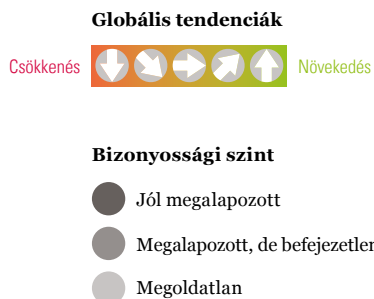 Globális tendenciák
Csökkenés Növekedés
Bizonyossági szint
Jól megalapozott
Megalapozott, de befejezetlen
Megoldatlan